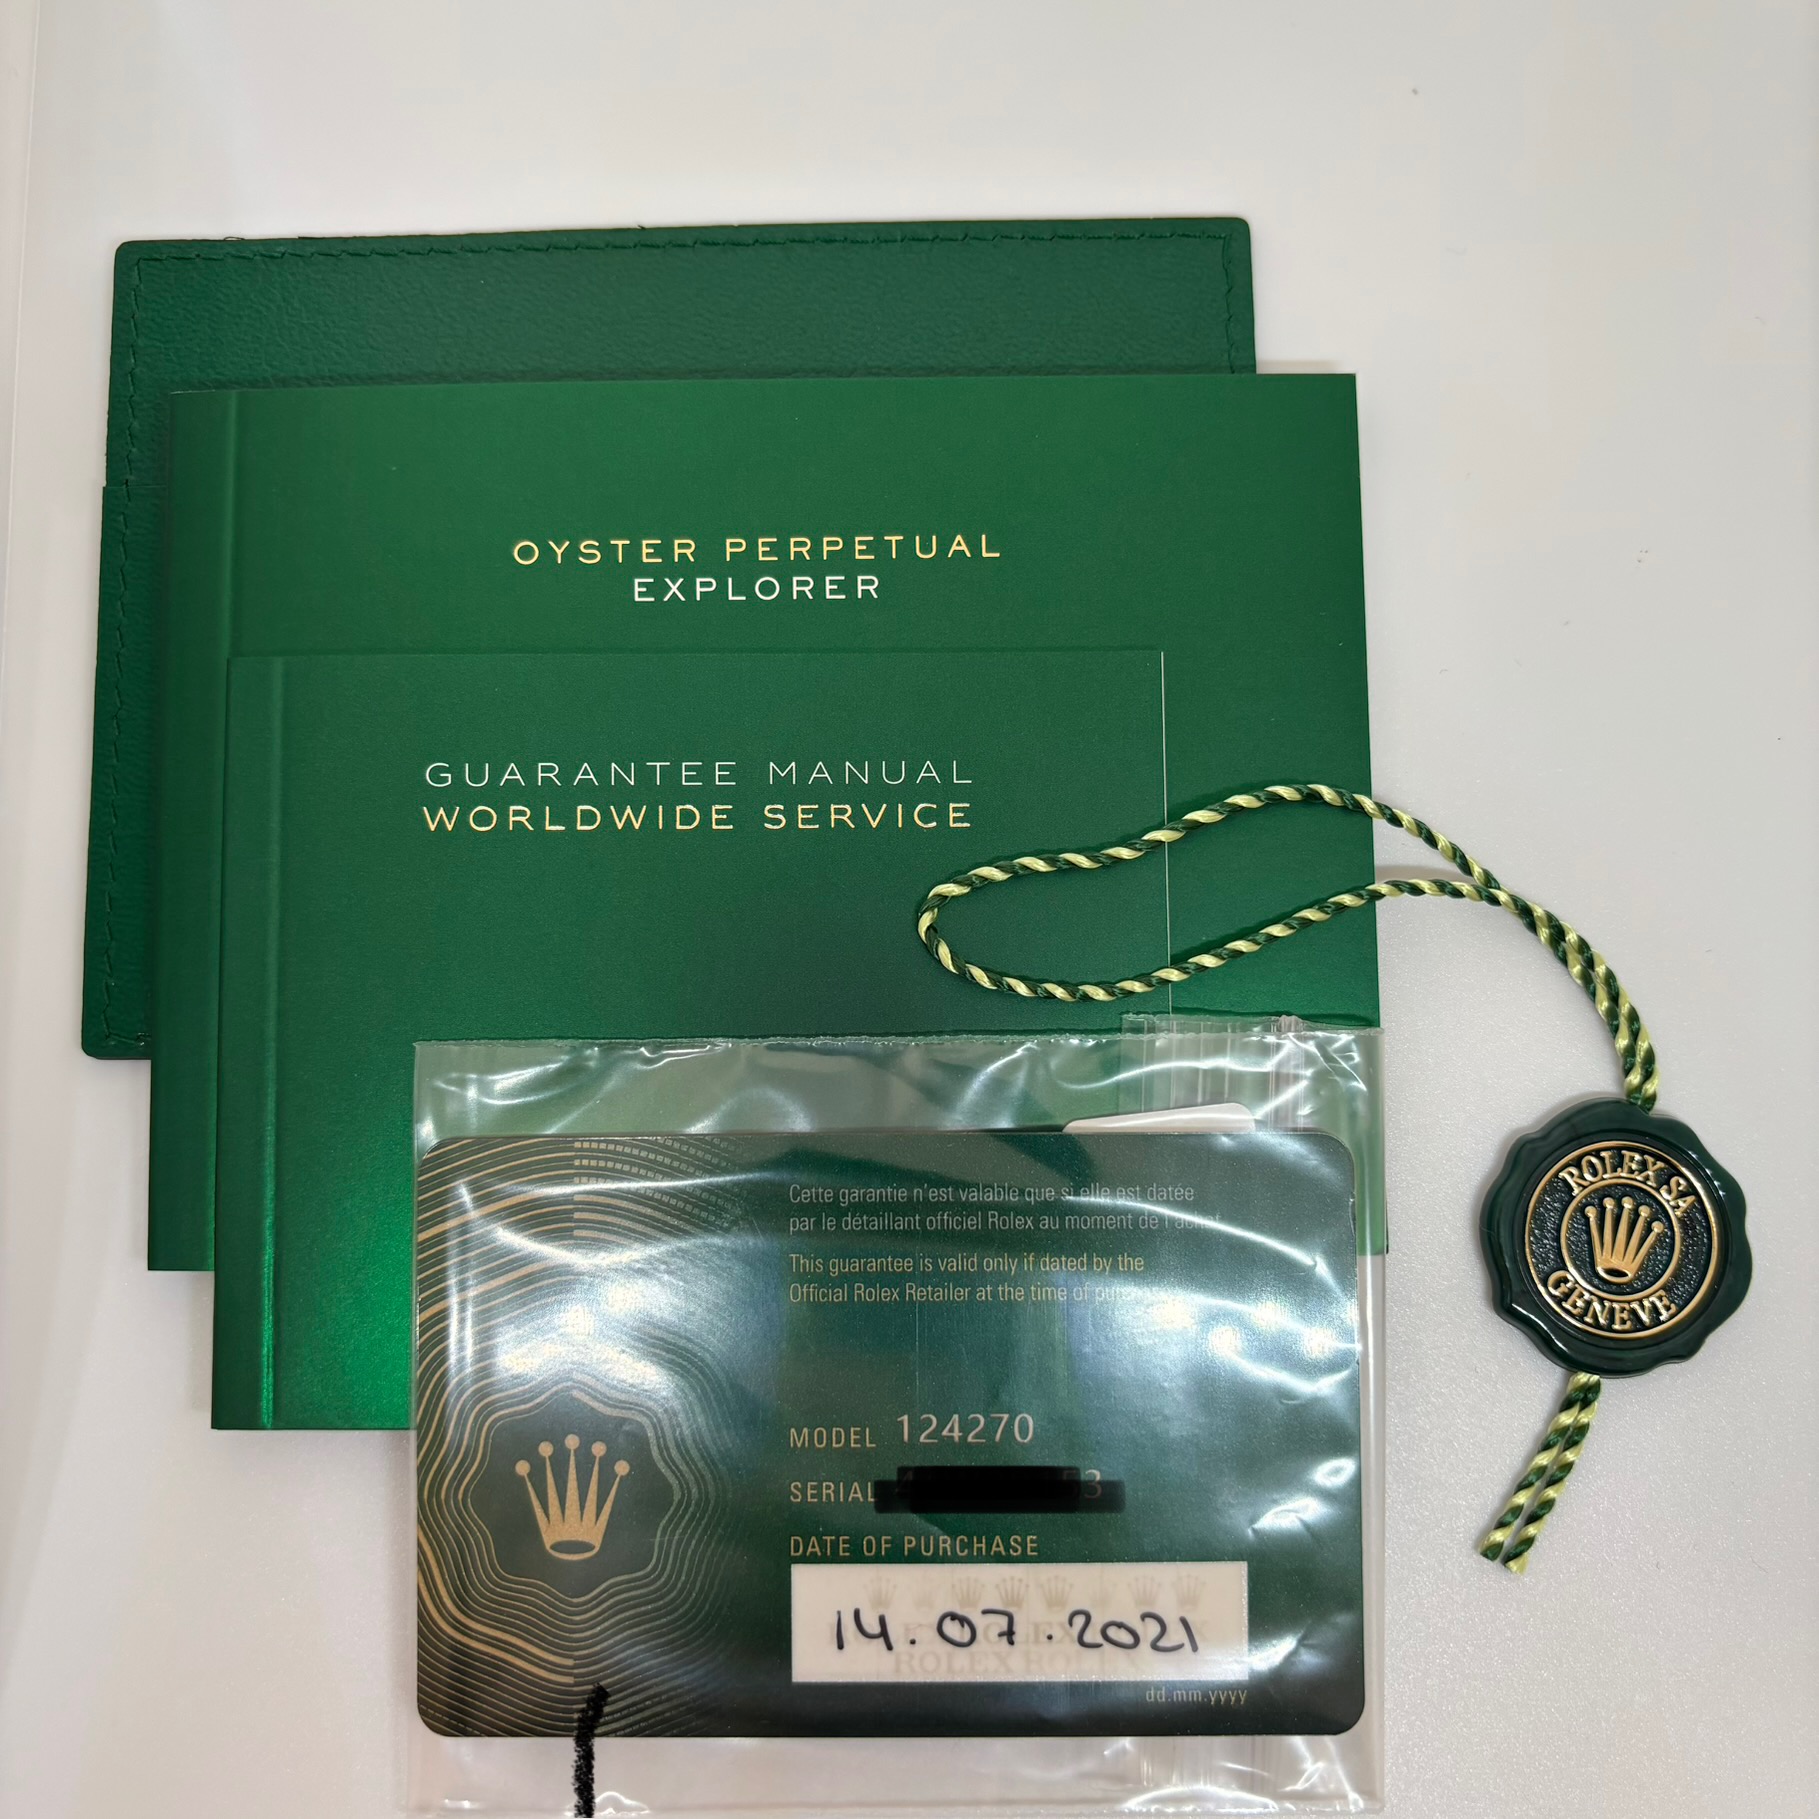 OYSTER PERPETUAL
EXPLORER
GUARANTEE MANUAL
WORLDWIDE SERVICE
ROLEX SA
GENEVE
Cette garantie n'est valable que si elle est datée
par le détaillant officiel Rolex au moment de l'achat
This guarantee is valid only if dated by the
Official Rolex Retailer at the time of
MODEL 124270
SERIAL
DATE OF PURCHASE
14.07.2021
ROLEX
dd.mm.yyyy